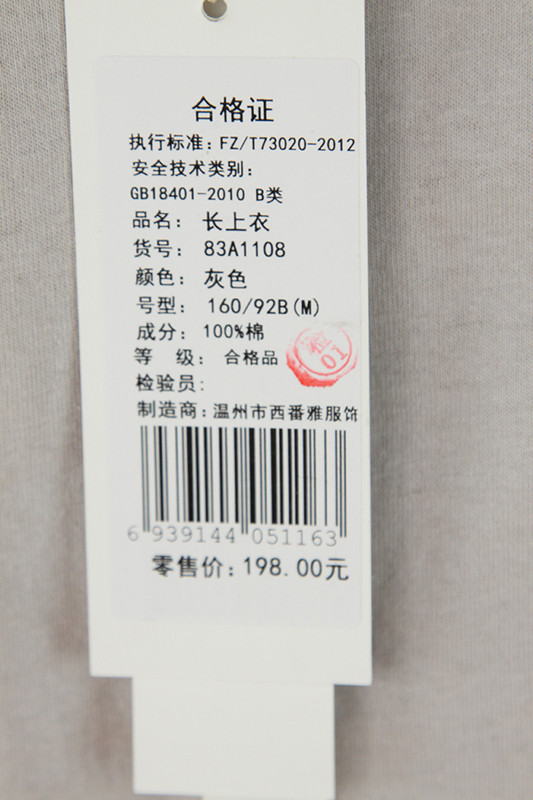 合格证
执行标准：FZ/T73020-2012
安全技术类别：
GB18401-2010 B类
品名： 长上衣
货号： 83A1108
颜色： 灰色
号型： 160/92B(M)
成分： 100%棉
等 级： 合格品
检验员：
01
制造商：温州市西番雅服饰
6 939144 051163
零售价：198.00元